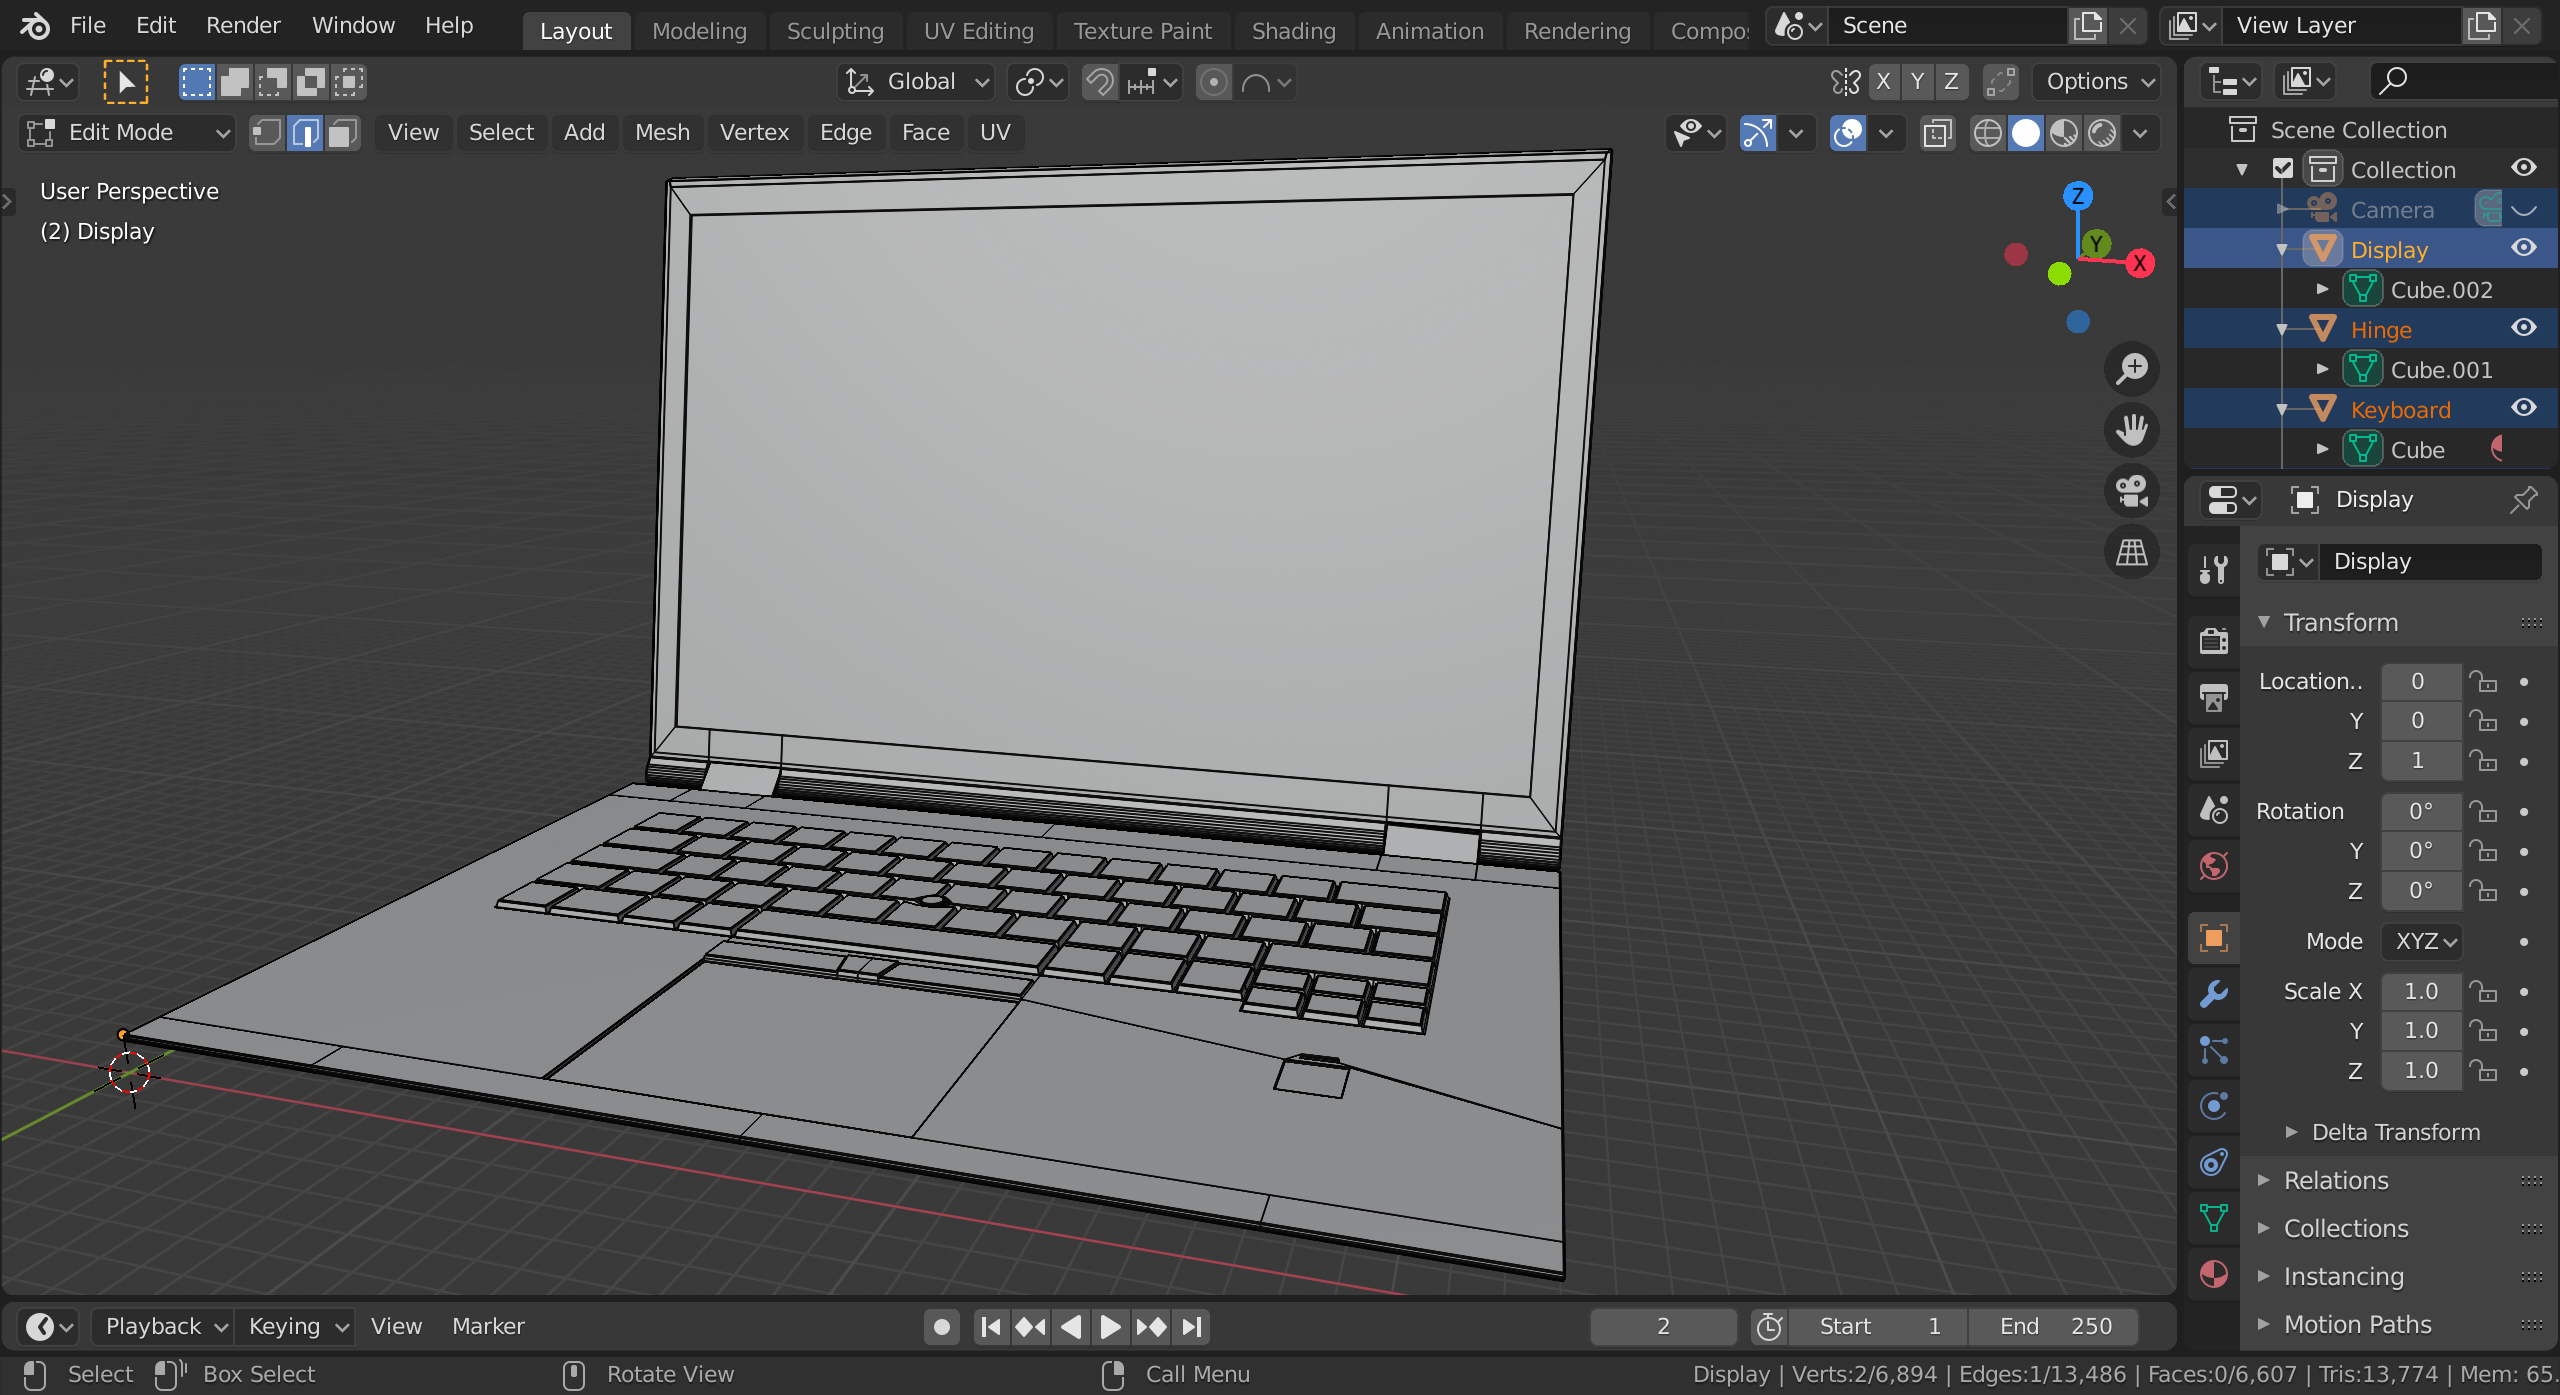 File Edit Render Window Help Layout Modeling Sculpting UV Editing Texture Paint Shading Animation Rendering Compo Scene View Layer
Global X Y Z Options
Edit Mode View Select Add Mesh Vertex Edge Face UV
User Perspective
(2) Display
Z
Y
X
Scene Collection
Collection
Camera
Display
Cube.002
Hinge
Cube.001
Keyboard
Cube
Display
Display
Transform
Location.. 0
Y 0
Z 1
Rotation 0°
Y 0°
Z 0°
Mode XYZ
Scale X 1.0
Y 1.0
Z 1.0
Delta Transform
Relations
Collections
Instancing
Motion Paths
Playback Keying View Marker 2 Start 1 End 250
Select Box Select Rotate View Call Menu Display | Verts:2/6,894 | Edges:1/13,486 | Faces:0/6,607 | Tris:13,774 | Mem: 65.